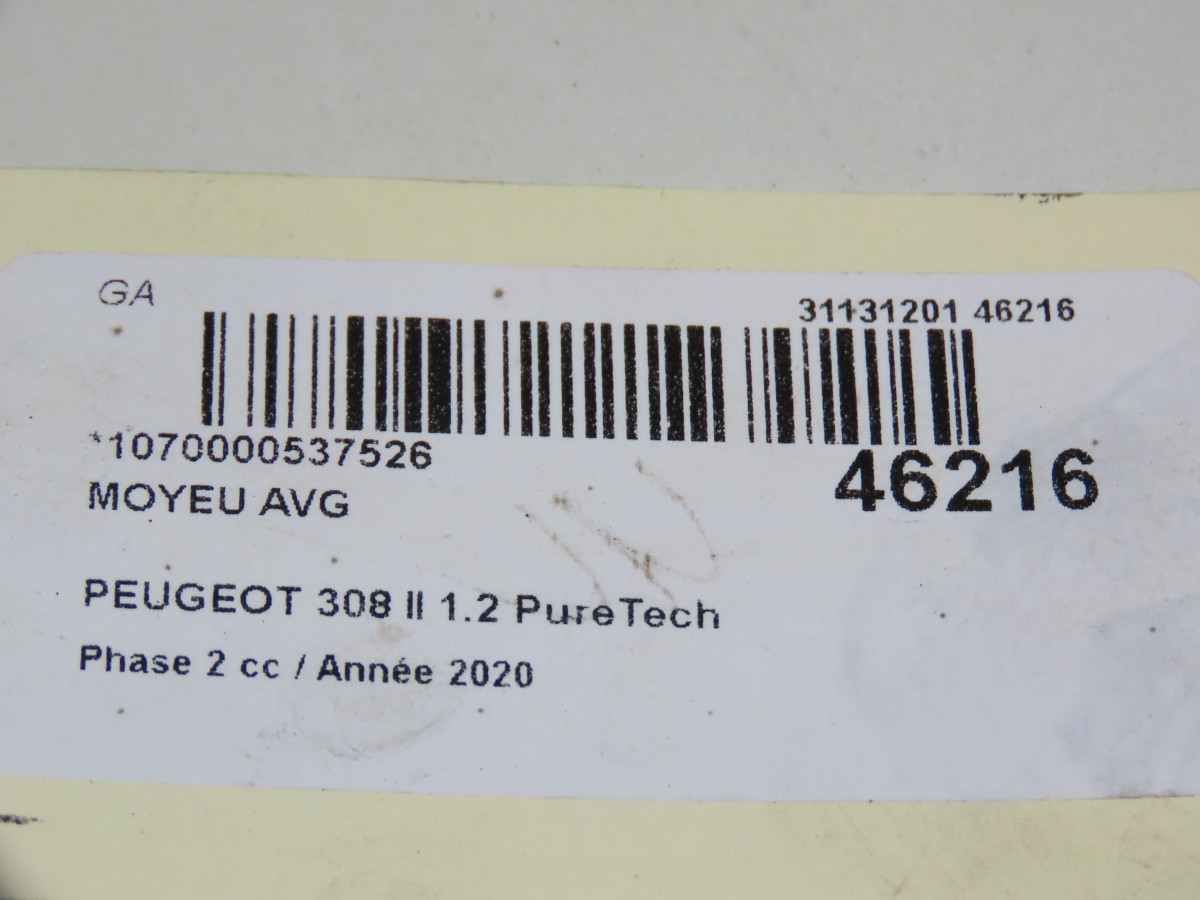 GA
31131201 46216
*1070000537526
46216
MOYEU AVG
PEUGEOT 308 II 1.2 PureTech
Phase 2 cc / Année 2020